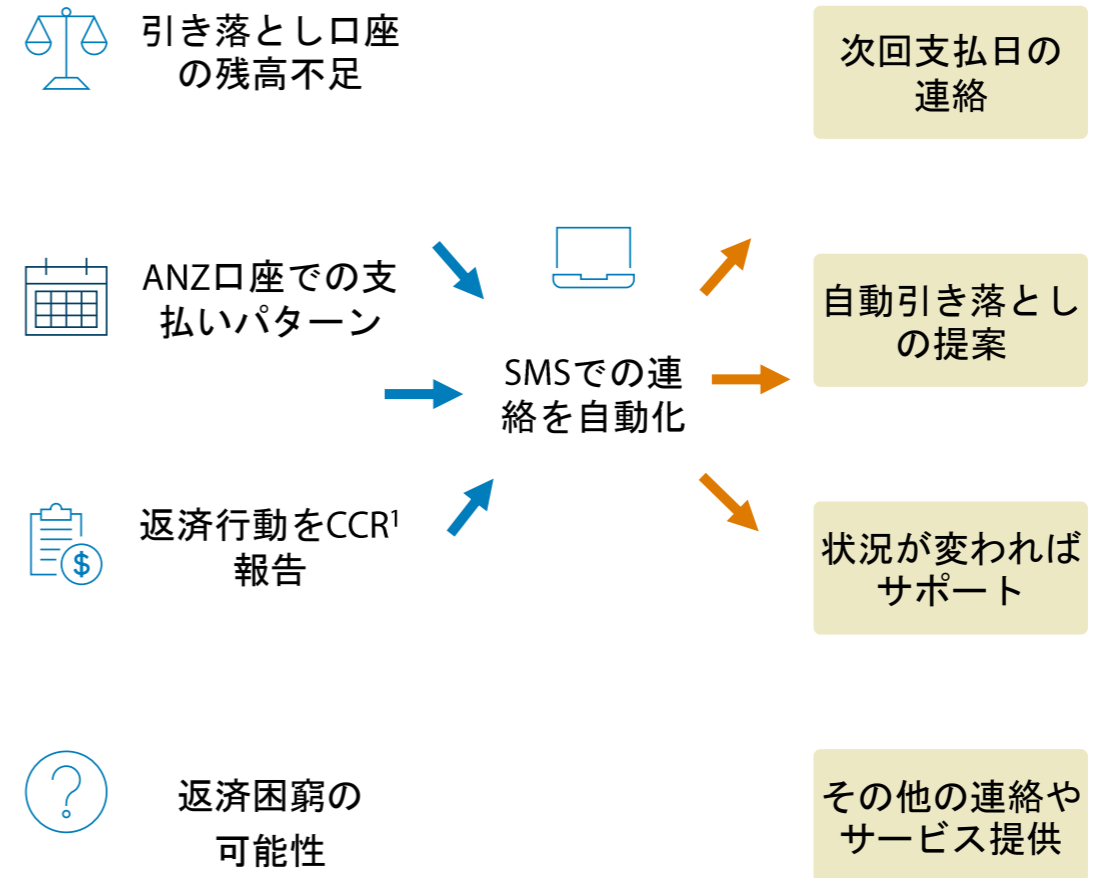 引き落とし口座
の残高不足
次回支払日の
連絡
ANZ口座での支
払いパターン
自動引き落とし
の提案
SMSでの連
絡を自動化
返済行動をCCR¹
報告
$
状況が変われば
サポート
?
返済困窮の
可能性
その他の連絡や
サービス提供